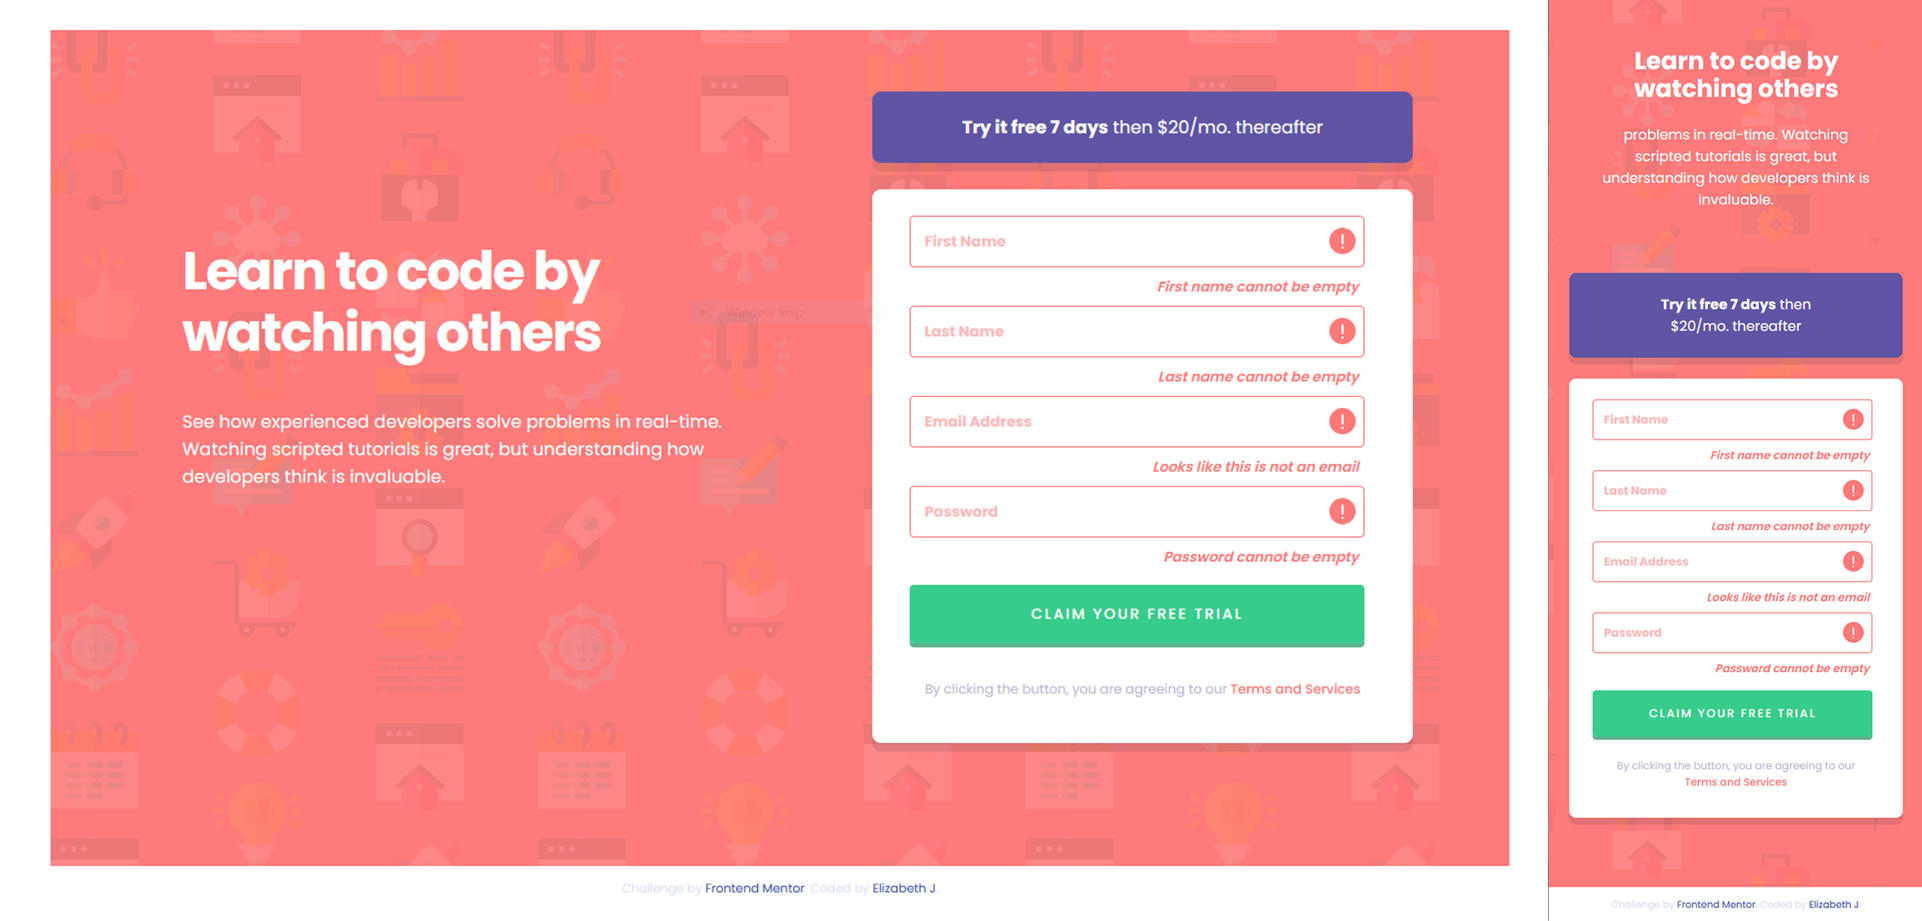 Learn to code by
watching others
See how experienced developers solve problems in real-time.
Watching scripted tutorials is great, but understanding how
developers think is invaluable.
Window Snip
Try it free 7 days then $20/mo. thereafter
First Name
First name cannot be empty
Last Name
Last name cannot be empty
Email Address
Looks like this is not an email
Password
Password cannot be empty
CLAIM YOUR FREE TRIAL
By clicking the button, you are agreeing to our Terms and Services
Challenge by Frontend Mentor. Coded by Elizabeth J.
Learn to code by
watching others
problems in real-time. Watching
scripted tutorials is great, but
understanding how developers think is
invaluable.
Try it free 7 days then
$20/mo. thereafter
First Name
First name cannot be empty
Last Name
Last name cannot be empty
Email Address
Looks like this is not an email
Password
Password cannot be empty
CLAIM YOUR FREE TRIAL
By clicking the button, you are agreeing to our
Terms and Services
Challenge by Frontend Mentor. Coded by Elizabeth J.